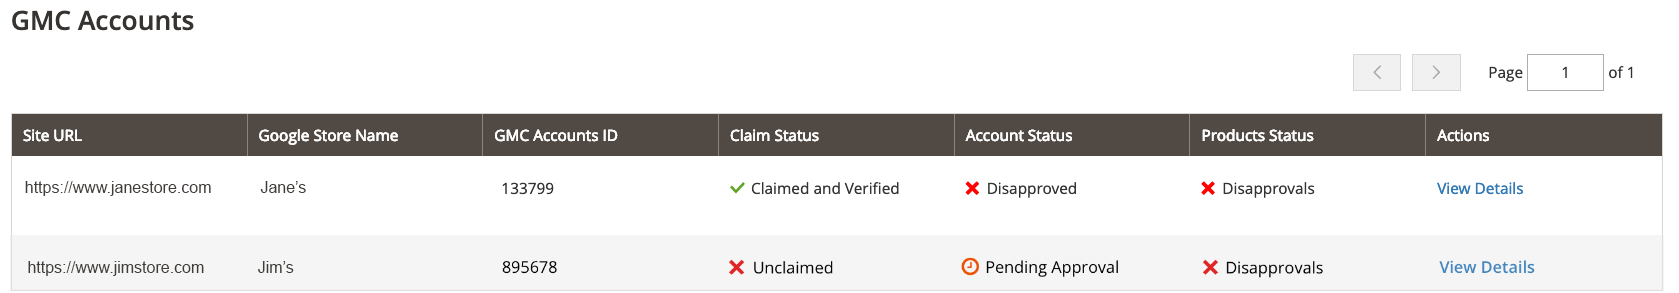 GMC Accounts
Page 1 of 1
Site URL Google Store Name GMC Accounts ID Claim Status Account Status Products Status Actions
https://www.janestore.com Jane’s 133799 Claimed and Verified Disapproved Disapprovals View Details
https://www.jimstore.com Jim’s 895678 Unclaimed Pending Approval Disapprovals View Details